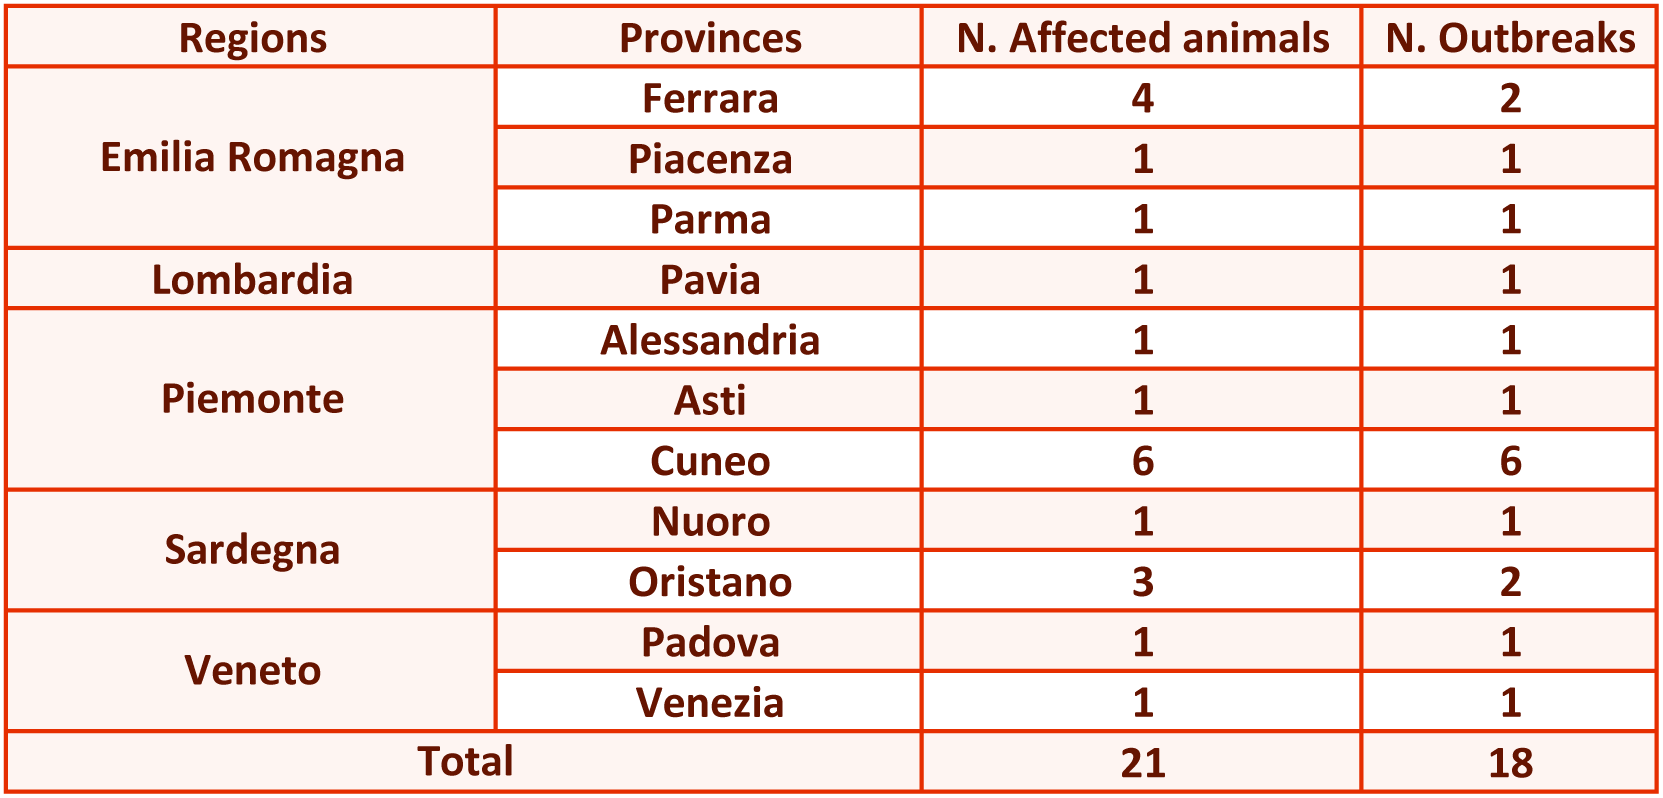 Regions Provinces N. Affected animals N. Outbreaks
Emilia Romagna Ferrara 4 2
Piacenza 1 1
Parma 1 1
Lombardia Pavia 1 1
Piemonte Alessandria 1 1
Asti 1 1
Cuneo 6 6
Sardegna Nuoro 1 1
Oristano 3 2
Veneto Padova 1 1
Venezia 1 1
Total 21 18